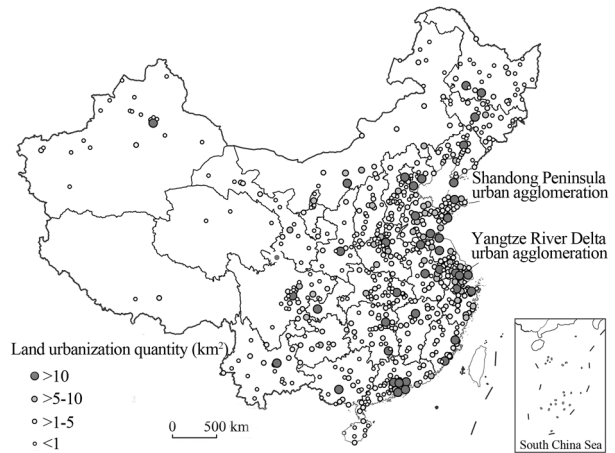 Shandong Peninsula
urban agglomeration
Yangtze River Delta
urban agglomeration
Land urbanization quantity (km²)
>10
>5-10
>1-5
<1
0 500 km
South China Sea